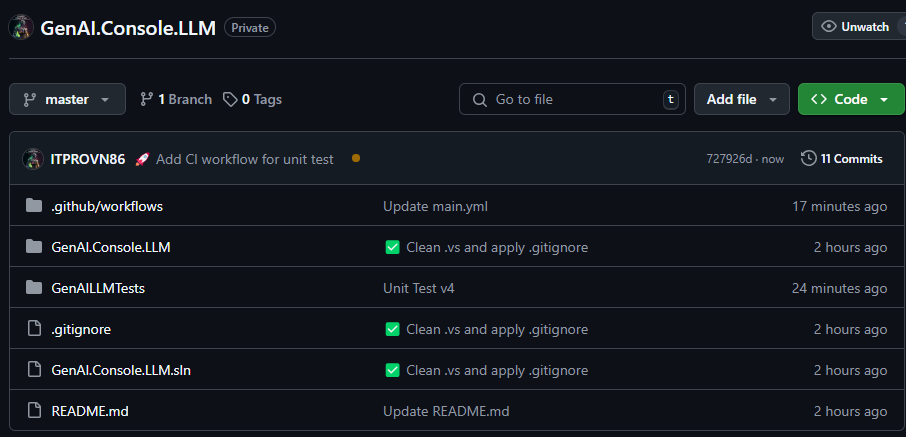 GenAI.Console.LLM Private Unwatch
master 1 Branch 0 Tags Go to file t Add file Code
ITPROVN86 🚀 Add CI workflow for unit test 727926d · now 11 Commits
.github/workflows Update main.yml 17 minutes ago
GenAI.Console.LLM ✅ Clean .vs and apply .gitignore 2 hours ago
GenAILLMTests Unit Test v4 24 minutes ago
.gitignore ✅ Clean .vs and apply .gitignore 2 hours ago
GenAI.Console.LLM.sln ✅ Clean .vs and apply .gitignore 2 hours ago
README.md Update README.md 2 hours ago